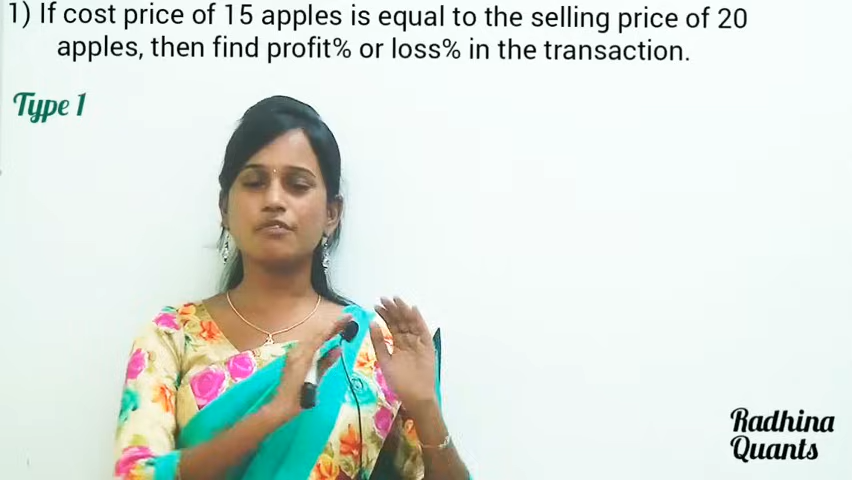 1) If cost price of 15 apples is equal to the selling price of 20
apples, then find profit% or loss% in the transaction.
Type 1
Radhina
Quants